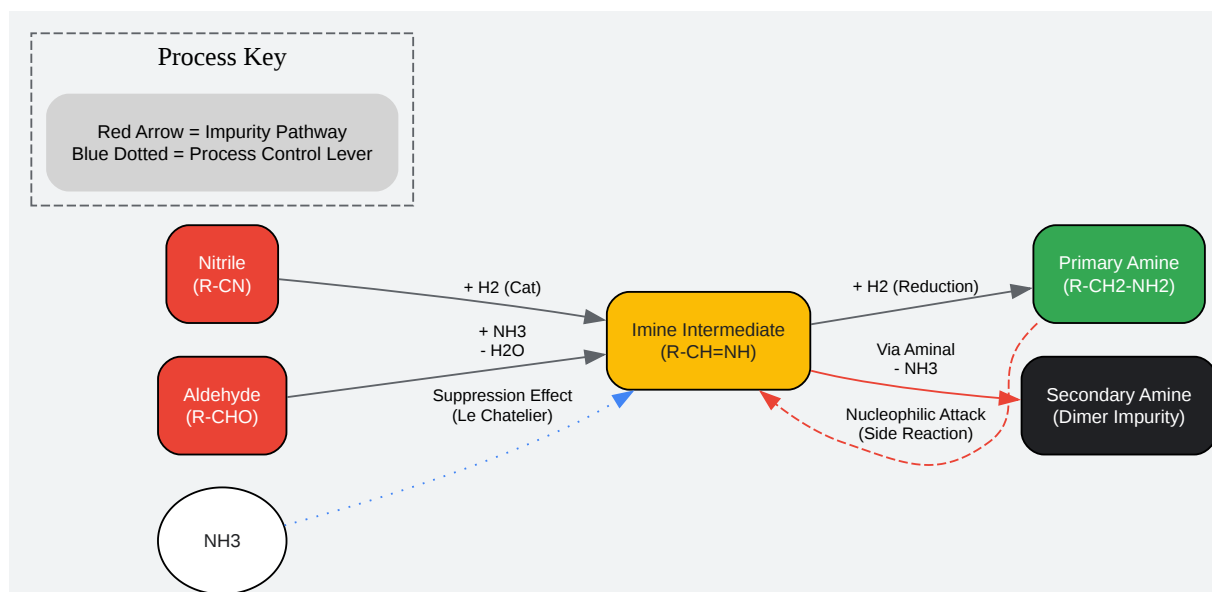 Process Key
Red Arrow = Impurity Pathway
Blue Dotted = Process Control Lever
Nitrile
(R-CN)
+ H2 (Cat)
+ NH3
- H2O
Aldehyde
(R-CHO)
Suppression Effect
(Le Chatelier)
NH3
Imine Intermediate
(R-CH=NH)
+ H2 (Reduction)
Primary Amine
(R-CH2-NH2)
Via Aminal
- NH3
Secondary Amine
(Dimer Impurity)
Nucleophilic Attack
(Side Reaction)